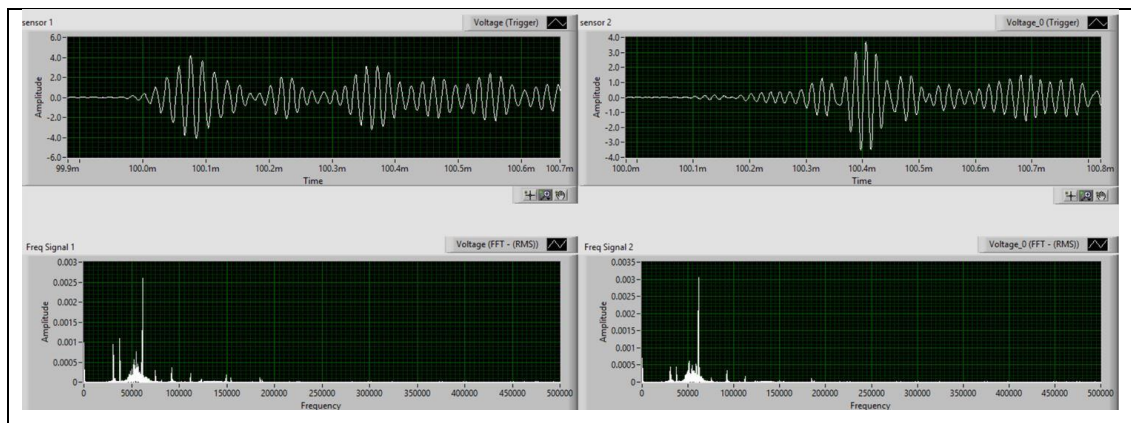 sensor 1
Voltage (Trigger)
6.0
4.0
2.0
0.0
-2.0
-4.0
-6.0
Amplitude
99.9m 100.0m 100.1m 100.2m 100.3m 100.4m 100.5m 100.6m 100.7m
Time
sensor 2
Voltage_0 (Trigger)
4.0
3.0
2.0
1.0
0.0
-1.0
-2.0
-3.0
-4.0
Amplitude
100.0m 100.1m 100.2m 100.3m 100.4m 100.5m 100.6m 100.7m 100.8m
Time
Freq Signal 1
Voltage (FFT - (RMS))
0.003
0.0025
0.002
0.0015
0.001
0.0005
0
Amplitude
0 50000 100000 150000 200000 250000 300000 350000 400000 450000 500000
Frequency
Freq Signal 2
Voltage_0 (FFT - (RMS))
0.0035
0.003
0.0025
0.002
0.0015
0.001
0.0005
0
Amplitude
0 50000 100000 150000 200000 250000 300000 350000 400000 450000 500000
Frequency